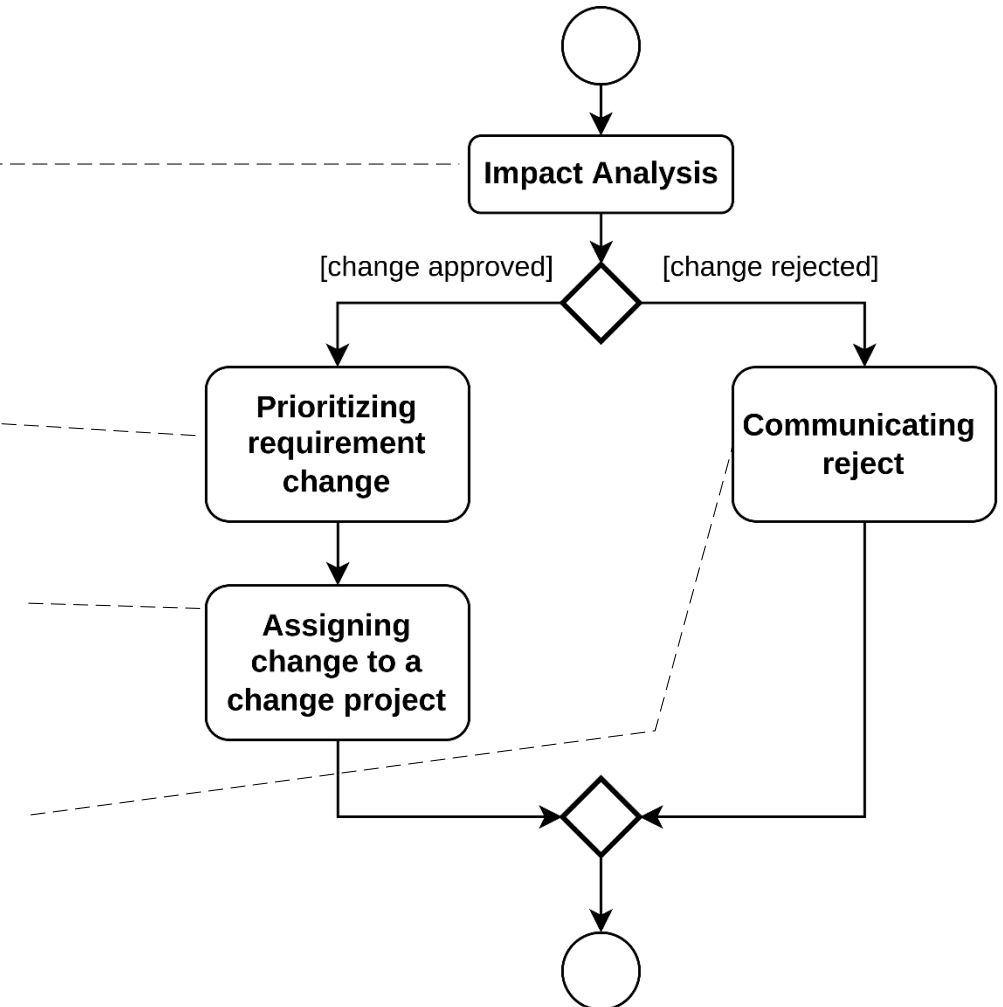 Impact Analysis
[change approved]
[change rejected]
Prioritizing
requirement
change
Communicating
reject
Assigning
change to a
change project